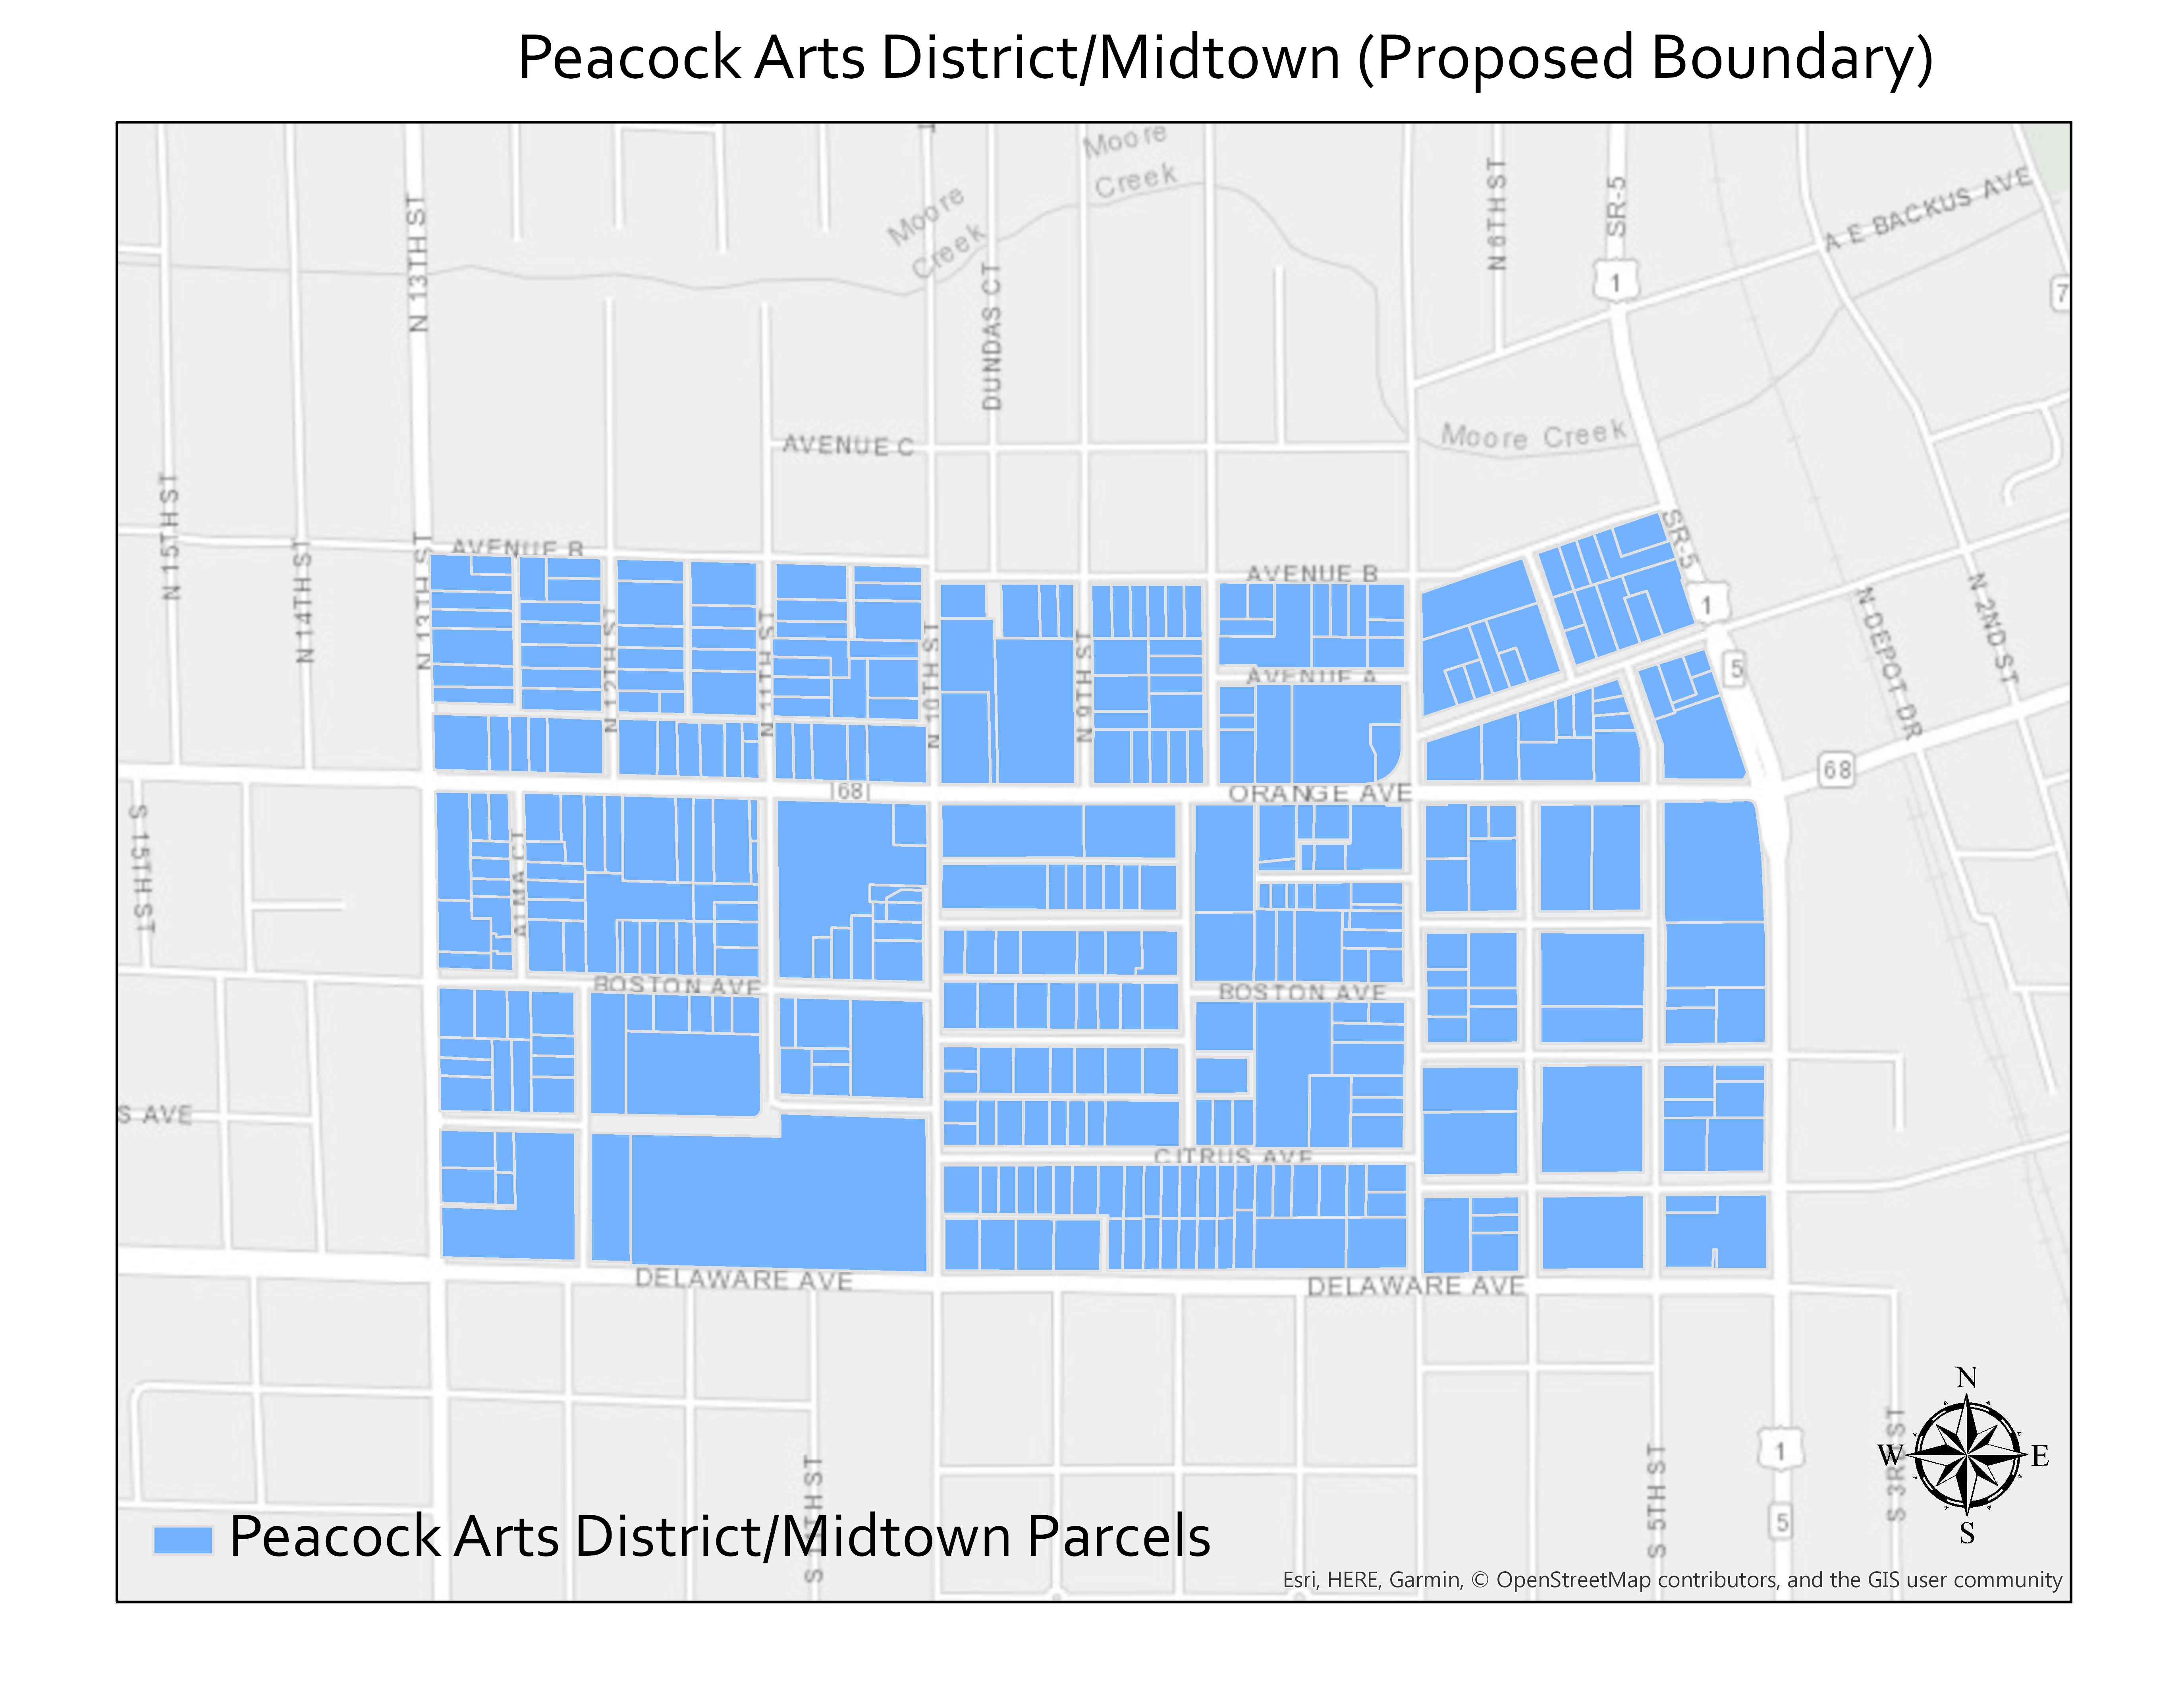 Peacock Arts District/Midtown (Proposed Boundary)
Moore
Creek
Moore
Creek
N 13TH ST
DUNDAS CT
N 6TH ST
SR-5
1
A E BACKUS AVE
7
AVENUE C
Moore Creek
N 15TH ST
N 14TH ST
N 13TH ST
AVENUE B
AVENUE B
SR-5
1
5
N 12TH ST
N 11TH ST
N 10TH ST
N 9TH ST
AVENUE A
N DEPOT DR
N 2ND ST
68
68
ORANGE AVE
S 15TH ST
ALMA CT
BOSTON AVE
BOSTON AVE
S AVE
CITRUS AVE
DELAWARE AVE
DELAWARE AVE
N
W
E
S
1
5
S 11TH ST
S 5TH ST
S 3RD ST
Peacock Arts District/Midtown Parcels
Esri, HERE, Garmin, © OpenStreetMap contributors, and the GIS user community